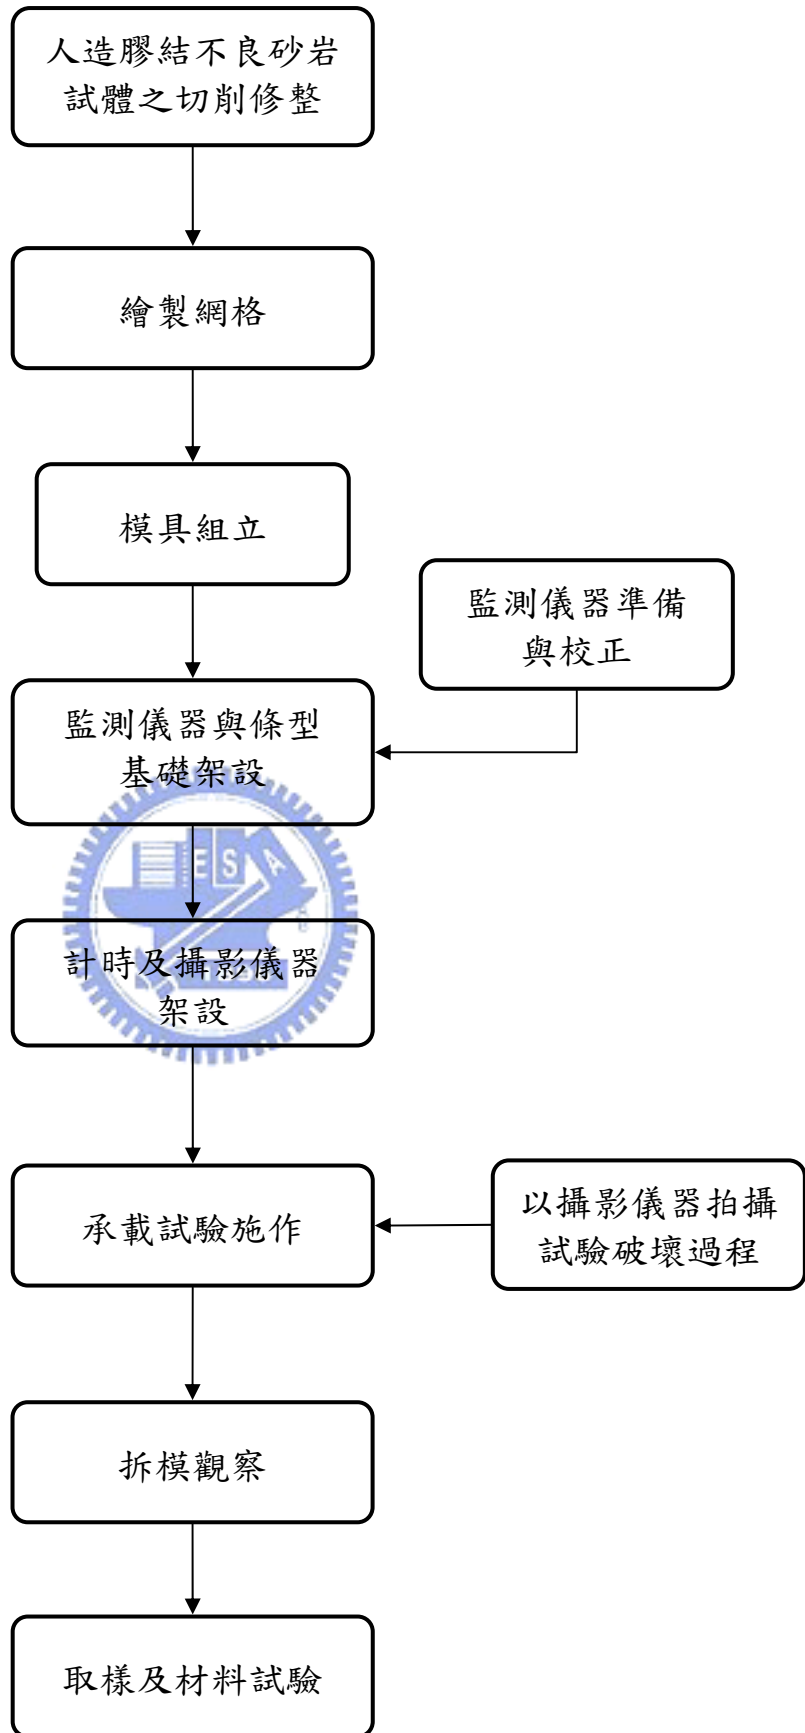 人造膠結不良砂岩
試體之切削修整
繪製網格
模具組立
監測儀器準備
與校正
監測儀器與條型
基礎架設
ESA
計時及攝影儀器
架設
承載試驗施作
以攝影儀器拍攝
試驗破壞過程
拆模觀察
取樣及材料試驗